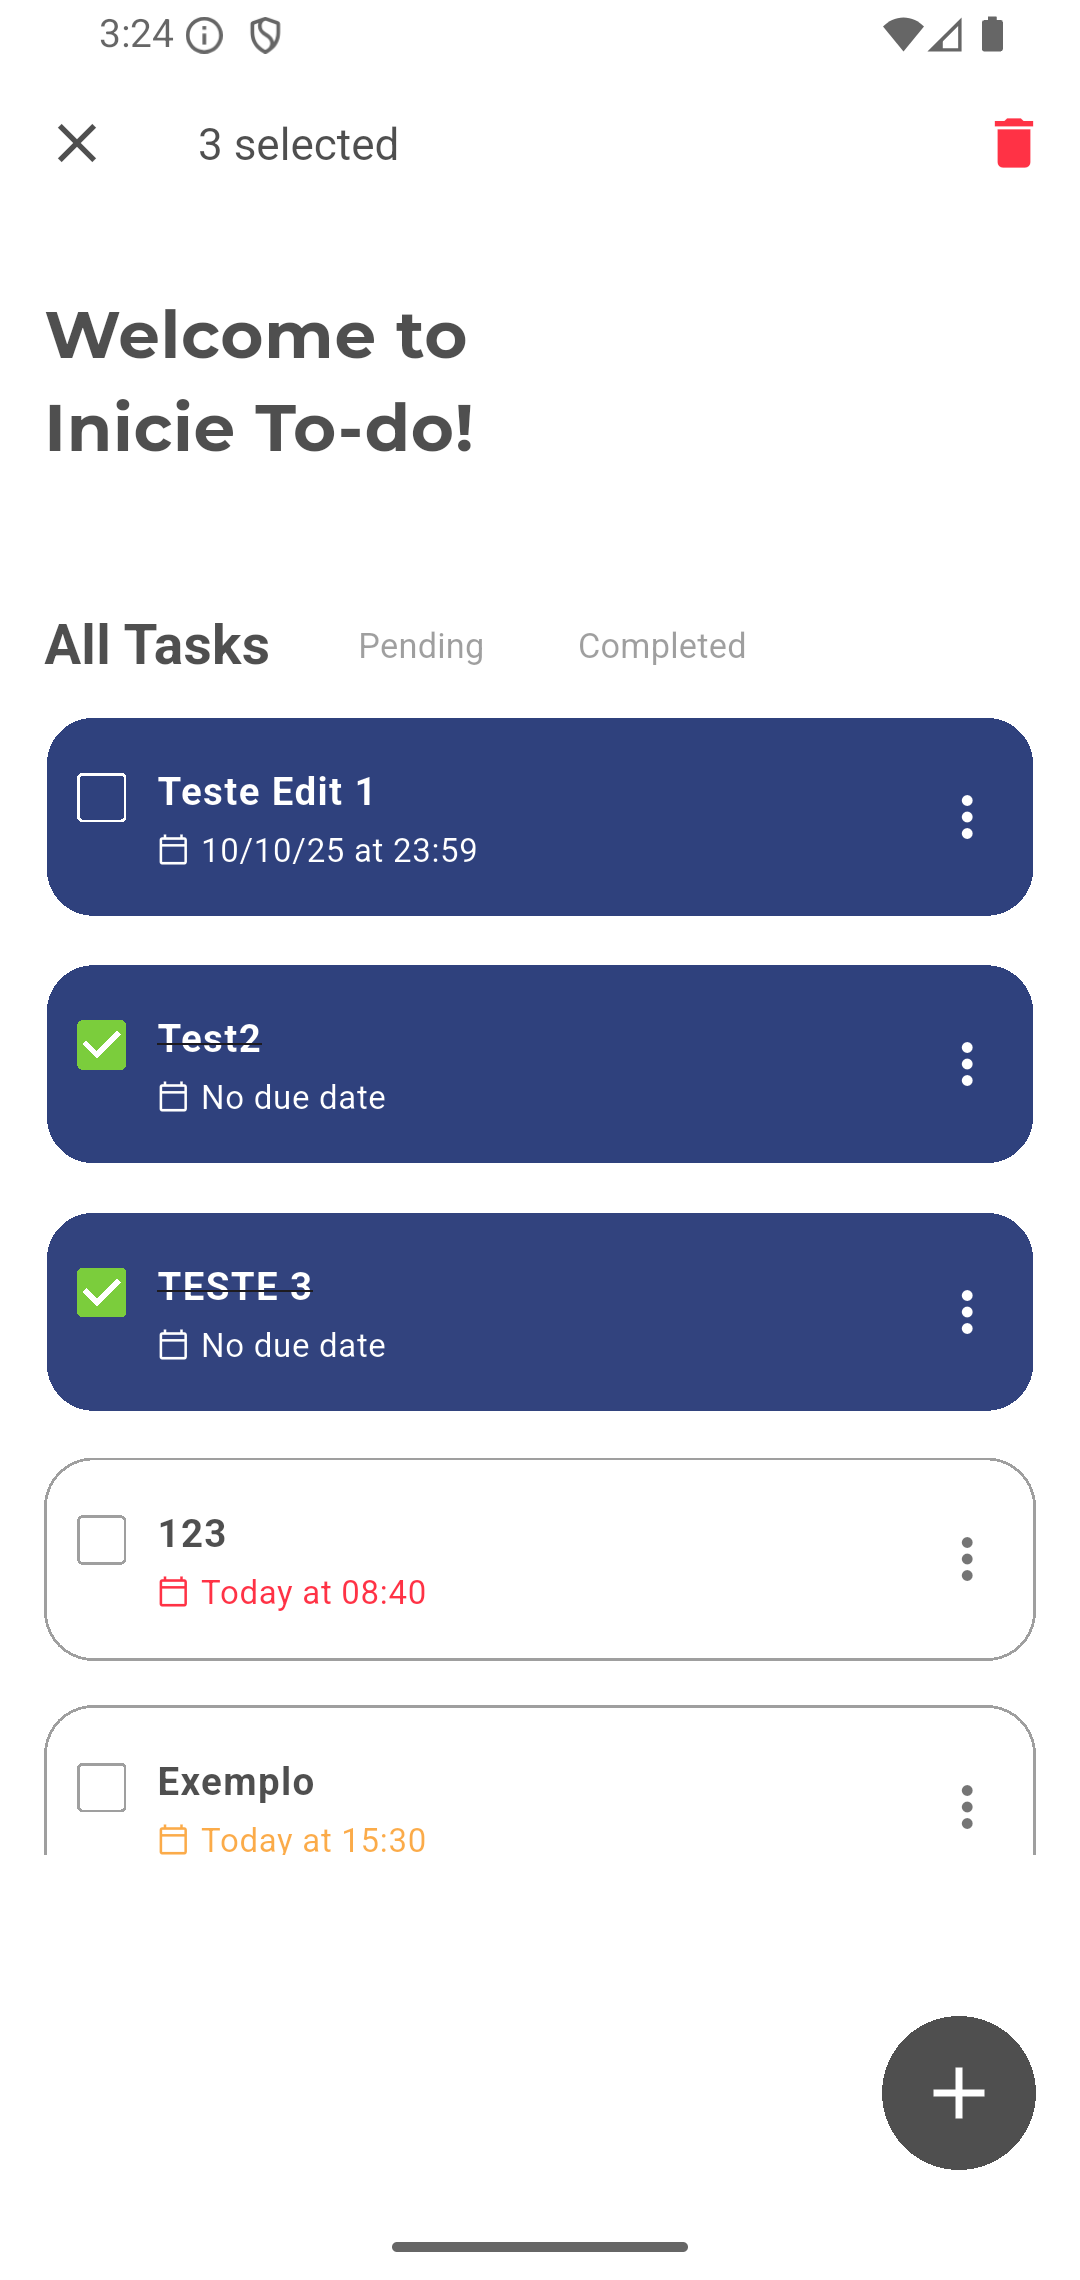 3:24
3 selected
Welcome to
Inicie To-do!
All Tasks Pending Completed
Teste Edit 1
10/10/25 at 23:59
Test2
No due date
TESTE 3
No due date
123
Today at 08:40
Exemplo
Today at 15:30